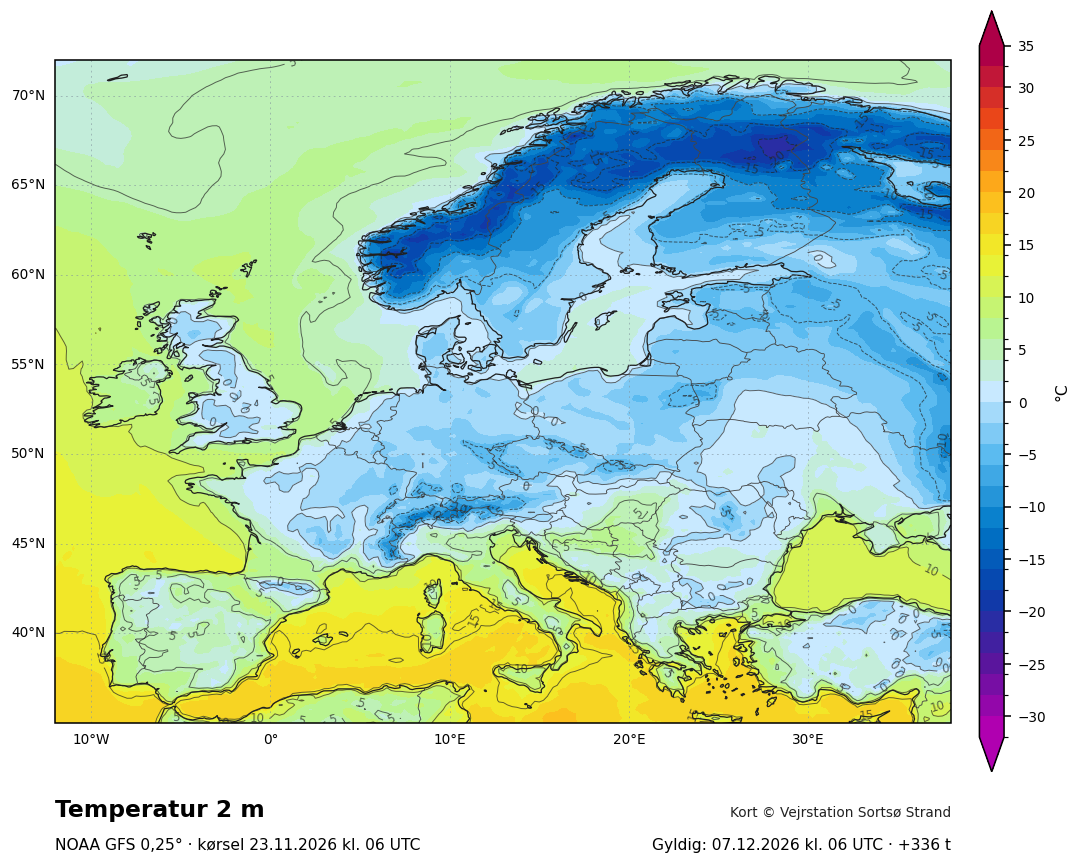 35
30
25
20
15
10
5
0
−5
−10
−15
−20
−25
−30
°C
70°N
65°N
60°N
55°N
50°N
45°N
40°N
10°W
0°
10°E
20°E
30°E
Temperatur 2 m
Kort © Vejrstation Sortsø Strand
NOAA GFS 0,25° · kørsel 23.11.2026 kl. 06 UTC
Gyldig: 07.12.2026 kl. 06 UTC · +336 t